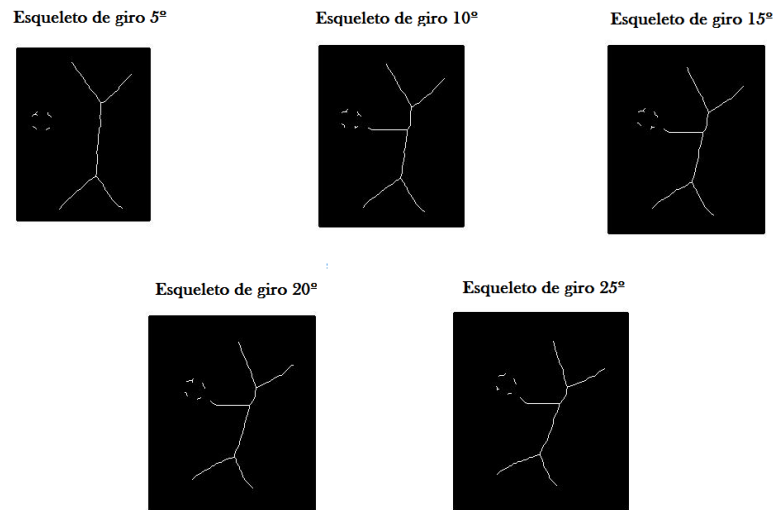 Esqueleto de giro 5º
Esqueleto de giro 10º
Esqueleto de giro 15º
Esqueleto de giro 20º
Esqueleto de giro 25º